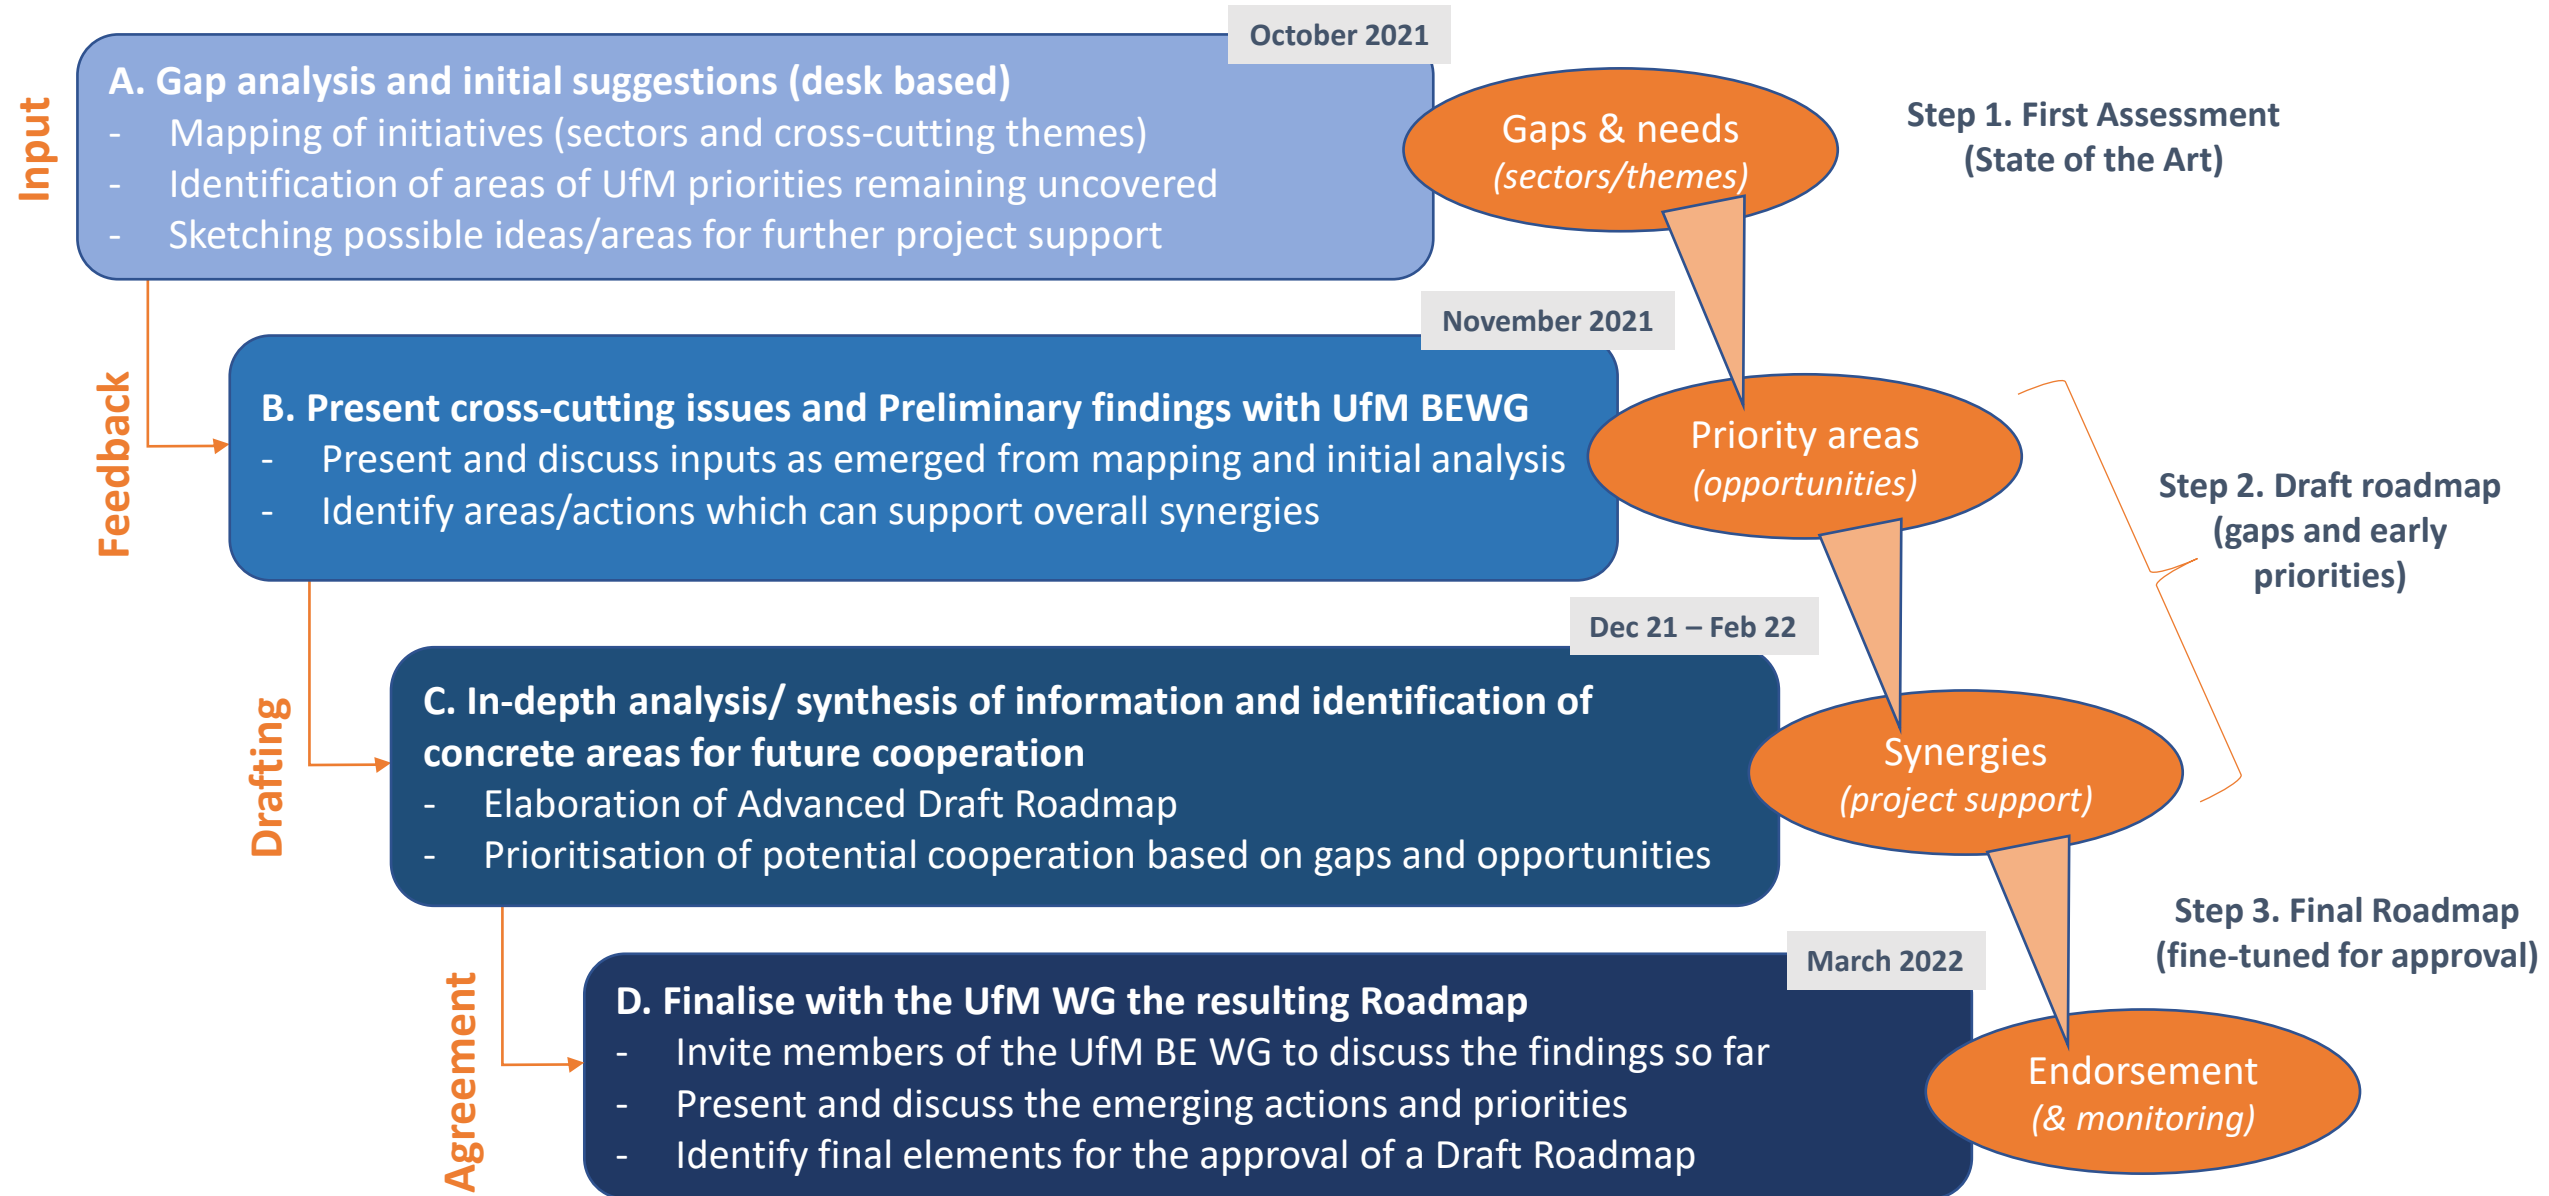 October 2021
Input
A. Gap analysis and initial suggestions (desk based)
- Mapping of initiatives (sectors and cross-cutting themes)
- Identification of areas of UfM priorities remaining uncovered
- Sketching possible ideas/areas for further project support
Gaps & needs
(sectors/themes)
Step 1. First Assessment
(State of the Art)
November 2021
Feedback
B. Present cross-cutting issues and Preliminary findings with UfM BEWG
- Present and discuss inputs as emerged from mapping and initial analysis
- Identify areas/actions which can support overall synergies
Priority areas
(opportunities)
Step 2. Draft roadmap
(gaps and early
priorities)
Dec 21 – Feb 22
Drafting
C. In-depth analysis/ synthesis of information and identification of
concrete areas for future cooperation
- Elaboration of Advanced Draft Roadmap
- Prioritisation of potential cooperation based on gaps and opportunities
Synergies
(project support)
Step 3. Final Roadmap
(fine-tuned for approval)
March 2022
Agreement
D. Finalise with the UfM WG the resulting Roadmap
- Invite members of the UfM BE WG to discuss the findings so far
- Present and discuss the emerging actions and priorities
- Identify final elements for the approval of a Draft Roadmap
Endorsement
(& monitoring)